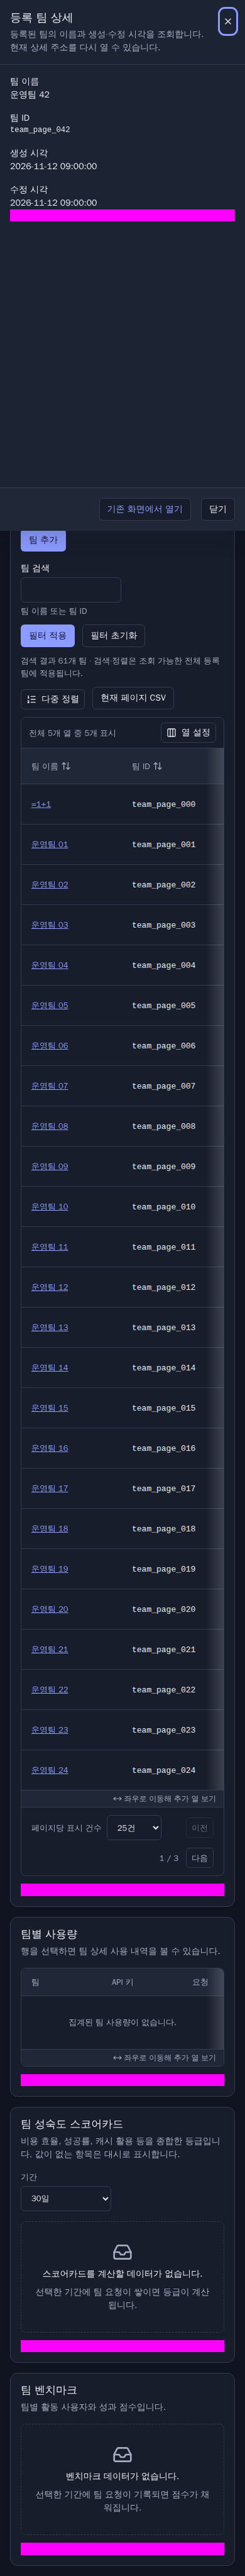 등록 팀 상세
등록된 팀의 이름과 생성·수정 시각을 조회합니다.
현재 상세 주소를 다시 열 수 있습니다.
팀 이름
운영팀 42
팀 ID
team_page_042
생성 시각
2026-11-12 09:00:00
수정 시각
2026-11-12 09:00:00
기존 화면에서 열기
닫기
팀 추가
팀 검색
팀 이름 또는 팀 ID
필터 적용
필터 초기화
검색 결과 61개 팀 · 검색·정렬은 조회 가능한 전체 등록
팀에 적용됩니다.
다중 정렬
현재 페이지 CSV
전체 5개 열 중 5개 표시
열 설정
팀 이름 팀 ID
=1+1 team_page_000
운영팀 01 team_page_001
운영팀 02 team_page_002
운영팀 03 team_page_003
운영팀 04 team_page_004
운영팀 05 team_page_005
운영팀 06 team_page_006
운영팀 07 team_page_007
운영팀 08 team_page_008
운영팀 09 team_page_009
운영팀 10 team_page_010
운영팀 11 team_page_011
운영팀 12 team_page_012
운영팀 13 team_page_013
운영팀 14 team_page_014
운영팀 15 team_page_015
운영팀 16 team_page_016
운영팀 17 team_page_017
운영팀 18 team_page_018
운영팀 19 team_page_019
운영팀 20 team_page_020
운영팀 21 team_page_021
운영팀 22 team_page_022
운영팀 23 team_page_023
운영팀 24 team_page_024
↔ 좌우로 이동해 추가 열 보기
페이지당 표시 건수 25건 이전
1 / 3 다음
팀별 사용량
행을 선택하면 팀 상세 사용 내역을 볼 수 있습니다.
팀 API 키 요청
집계된 팀 사용량이 없습니다.
↔ 좌우로 이동해 추가 열 보기
팀 성숙도 스코어카드
비용 효율, 성공률, 캐시 활용 등을 종합한 등급입니
다. 값이 없는 항목은 대시로 표시합니다.
기간
30일
스코어카드를 계산할 데이터가 없습니다.
선택한 기간에 팀 요청이 쌓이면 등급이 계산
됩니다.
팀 벤치마크
팀별 활동 사용자와 성과 점수입니다.
벤치마크 데이터가 없습니다.
선택한 기간에 팀 요청이 기록되면 점수가 채
워집니다.